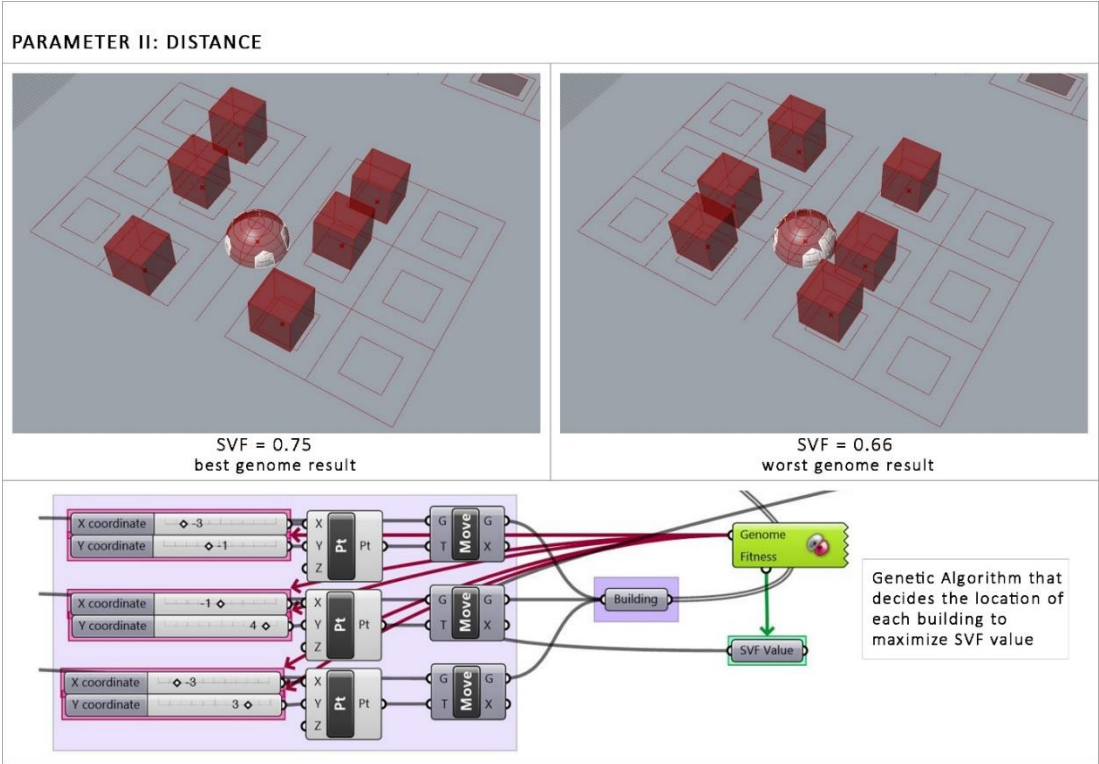 PARAMETER II: DISTANCE
SVF = 0.75
best genome result
SVF = 0.66
worst genome result
X coordinate -3
Y coordinate -1
X
Y
Z
Pt
Pt
G
T
Move
G
X
X coordinate -1
Y coordinate 4
X
Y
Z
Pt
Pt
G
T
Move
G
X
X coordinate -3
Y coordinate 3
X
Y
Z
Pt
Pt
G
T
Move
G
X
Building
Genome
Fitness
SVF Value
Genetic Algorithm that
decides the location of
each building to
maximize SVF value